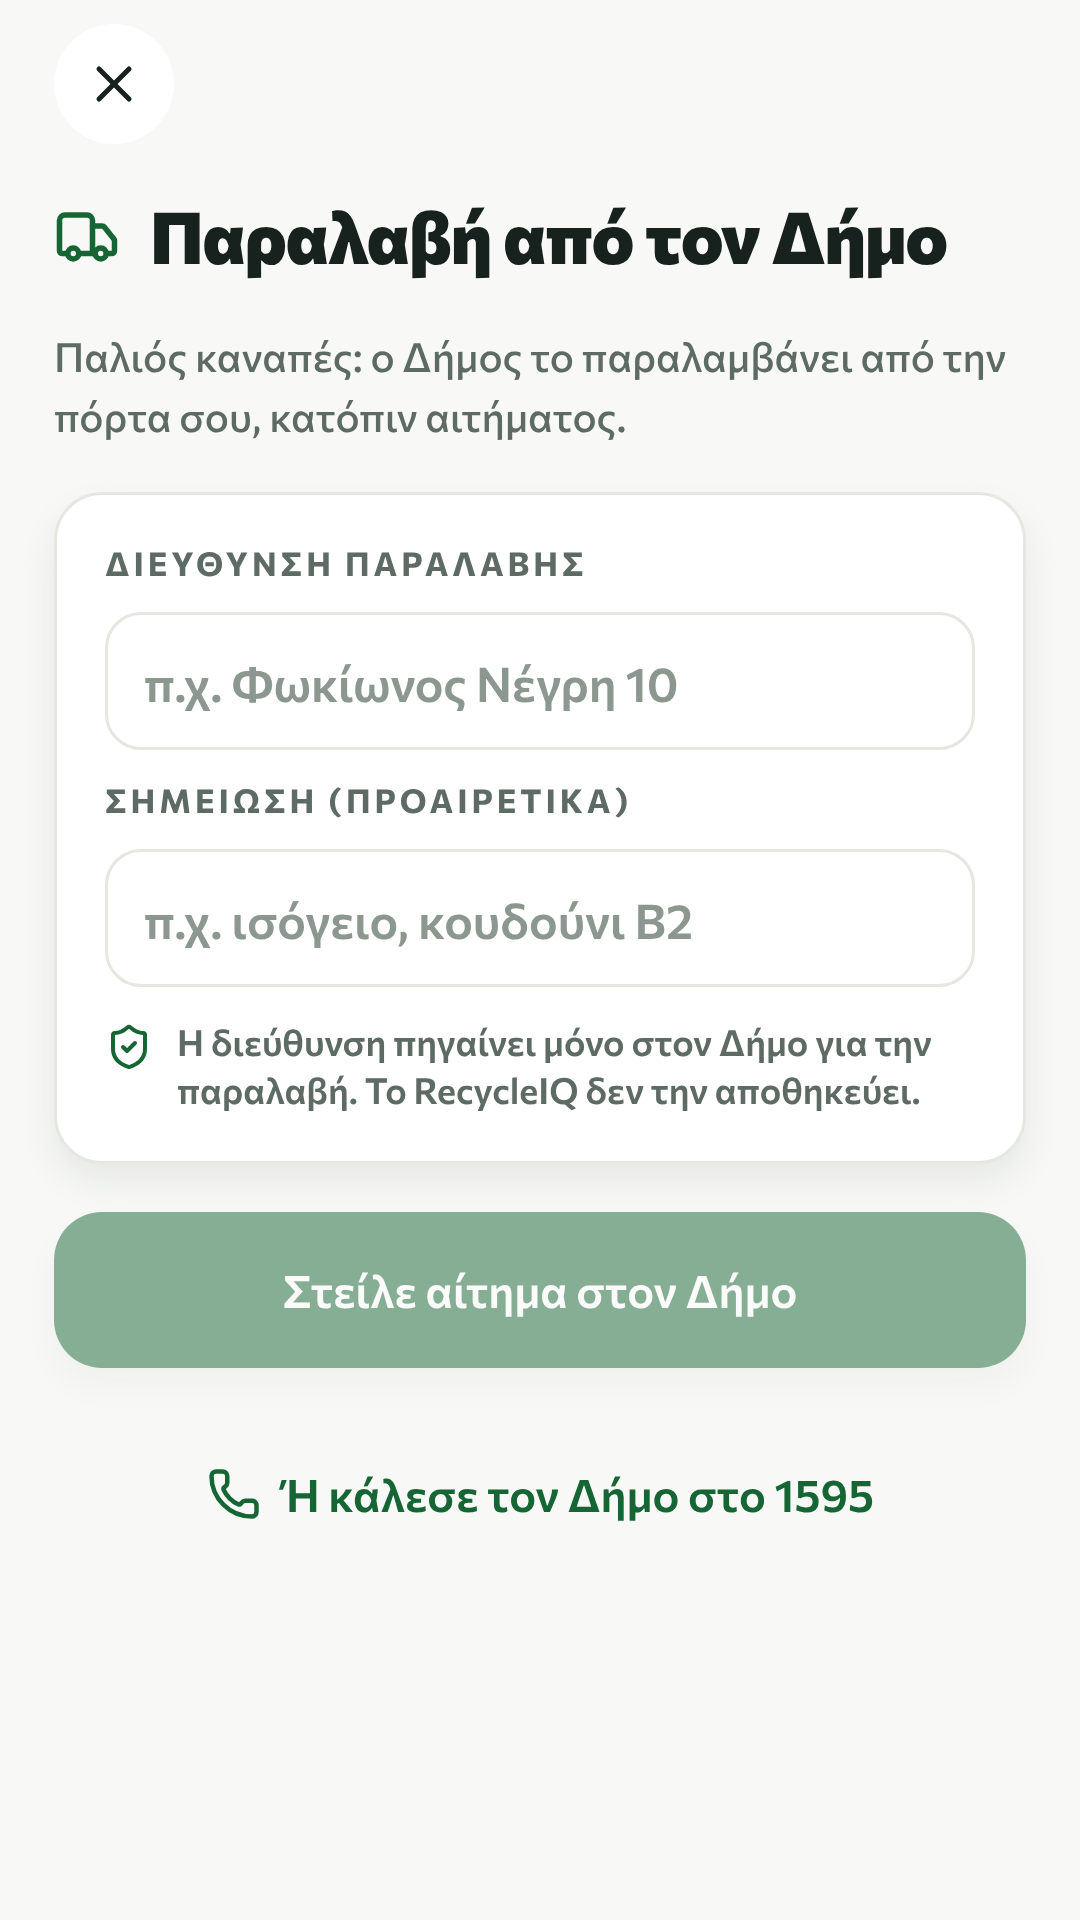 Παραλαβή από τον Δήμο
Παλιός καναπές: ο Δήμος το παραλαμβάνει από την
πόρτα σου, κατόπιν αιτήματος.
ΔΙΕΥΘΥΝΣΗ ΠΑΡΑΛΑΒΗΣ
π.χ. Φωκίωνος Νέγρη 10
ΣΗΜΕΙΩΣΗ (ΠΡΟΑΙΡΕΤΙΚΑ)
π.χ. ισόγειο, κουδούνι Β2
Η διεύθυνση πηγαίνει μόνο στον Δήμο για την
παραλαβή. Το RecycleIQ δεν την αποθηκεύει.
Στείλε αίτημα στον Δήμο
Ή κάλεσε τον Δήμο στο 1595